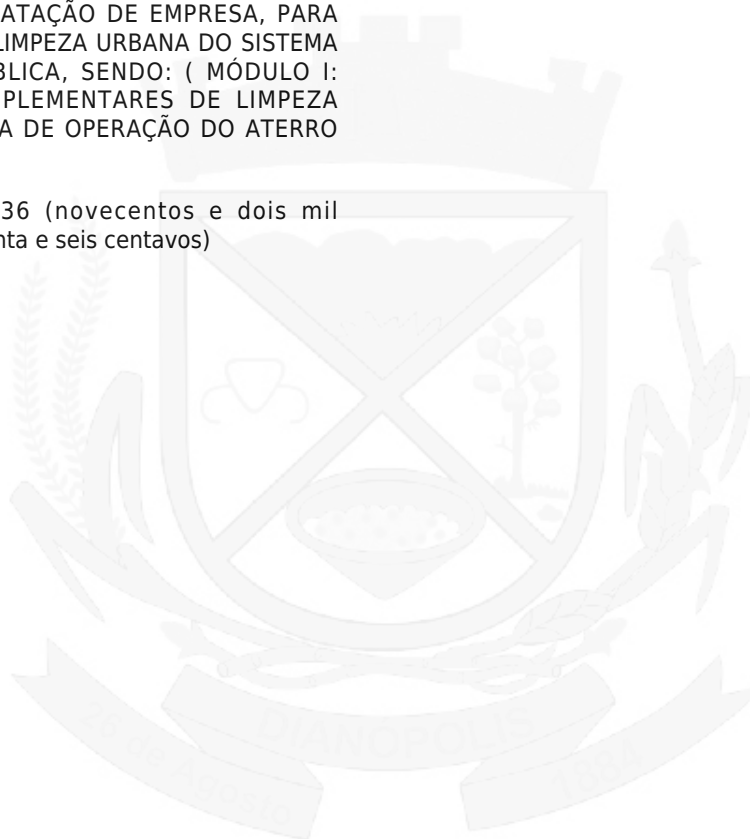 ATAÇÃO DE EMPRESA, PARA
LIMPEZA URBANA DO SISTEMA
BLICA, SENDO: ( MÓDULO I:
PLEMENTARES DE LIMPEZA
A DE OPERAÇÃO DO ATERRO
36 (novecentos e dois mil
nta e seis centavos)
DIANÓPOLIS
26 de Agosto
1884